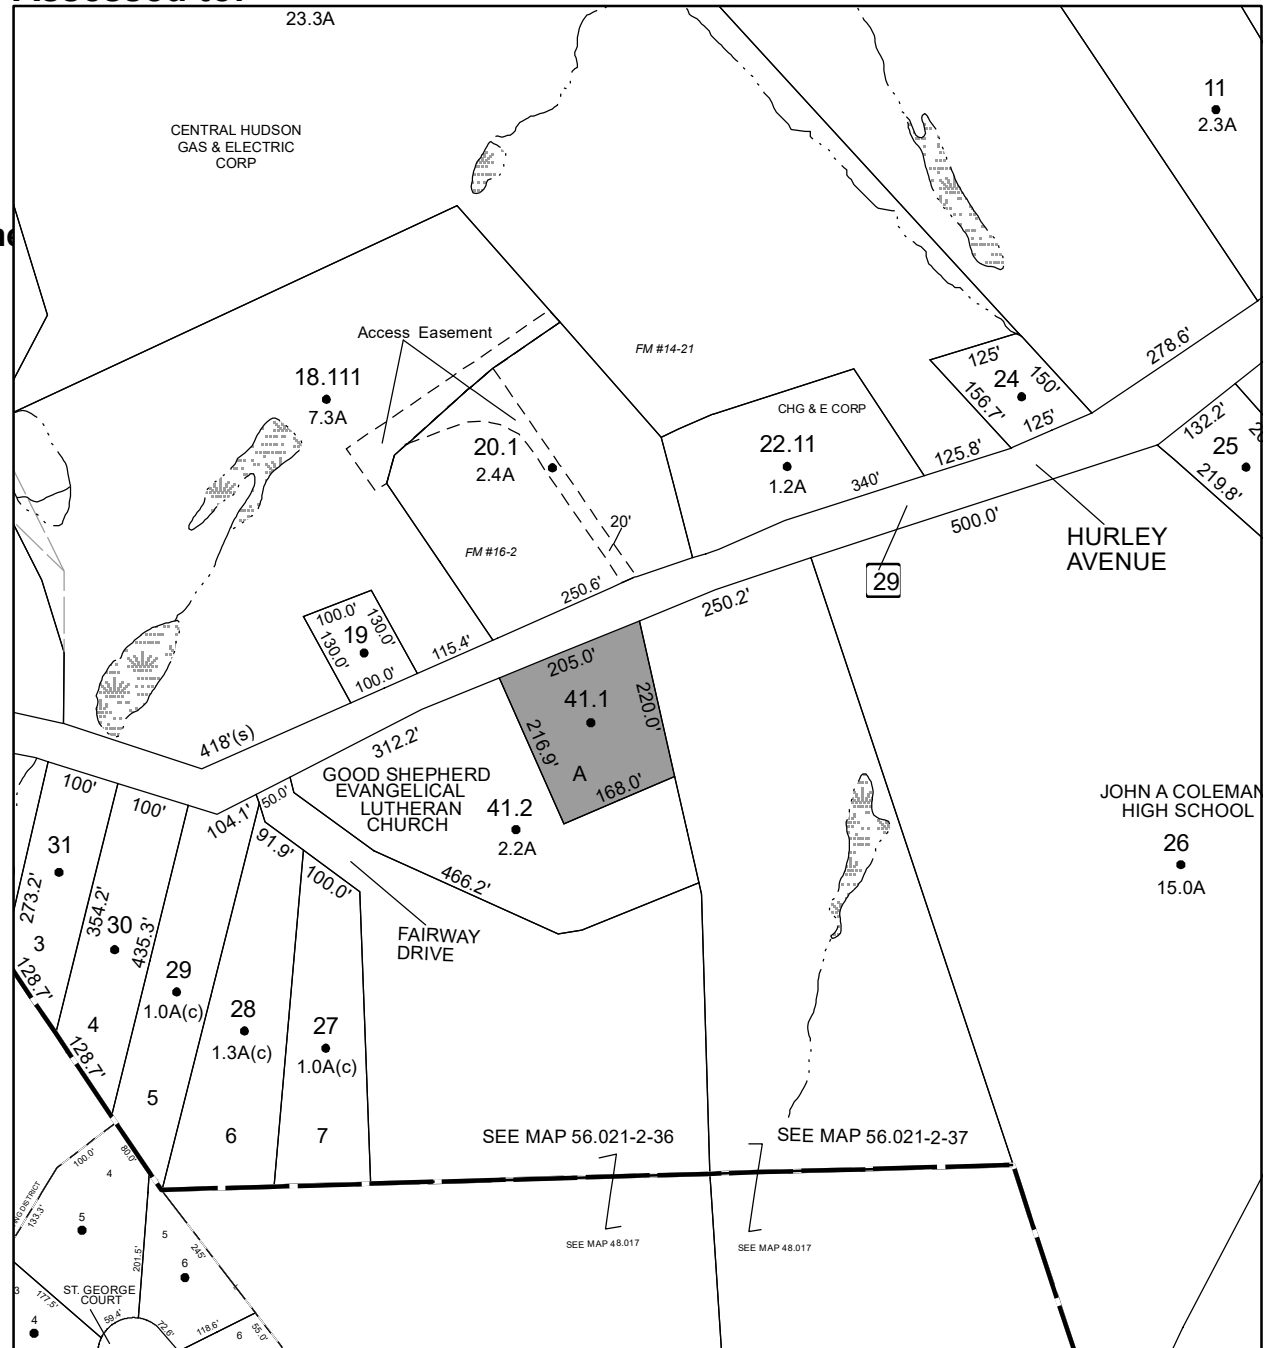 23.3A
CENTRAL HUDSON
GAS & ELECTRIC
CORP
11
2.3A
Access Easement
FM #14-21
278.6'
18.111
7.3A
125'
24
150'
156.7'
125'
CHG & E CORP
22.11
1.2A
340'
125.8'
132.2'
25
219.8'
20.1
2.4A
20'
FM #16-2
500.0'
HURLEY
AVENUE
29
250.6'
250.2'
100.0'
130.0'
19
130.0'
100.0'
115.4'
205.0'
41.1
220.0'
216.9'
A
168.0'
418'(s)
312.2'
GOOD SHEPHERD
EVANGELICAL
LUTHERAN
CHURCH
41.2
2.2A
466.2'
JOHN A COLEMAN
HIGH SCHOOL
26
15.0A
100'
100'
104.1'
50.0'
91.9'
100.0'
FAIRWAY
DRIVE
31
273.2'
3
128.7'
354.2'
30
435.3'
4
128.7'
29
1.0A(c)
5
28
1.3A(c)
6
27
1.0A(c)
7
SEE MAP 56.021-2-36
SEE MAP 56.021-2-37
SEE MAP 48.017
SEE MAP 48.017
100.0'
80.0'
4
DISTRICT
133.3'
5
201.5'
5
245'
6
ST. GEORGE
COURT
3
177.5'
4
59.4'
72.6'
118.6'
6
55.0'